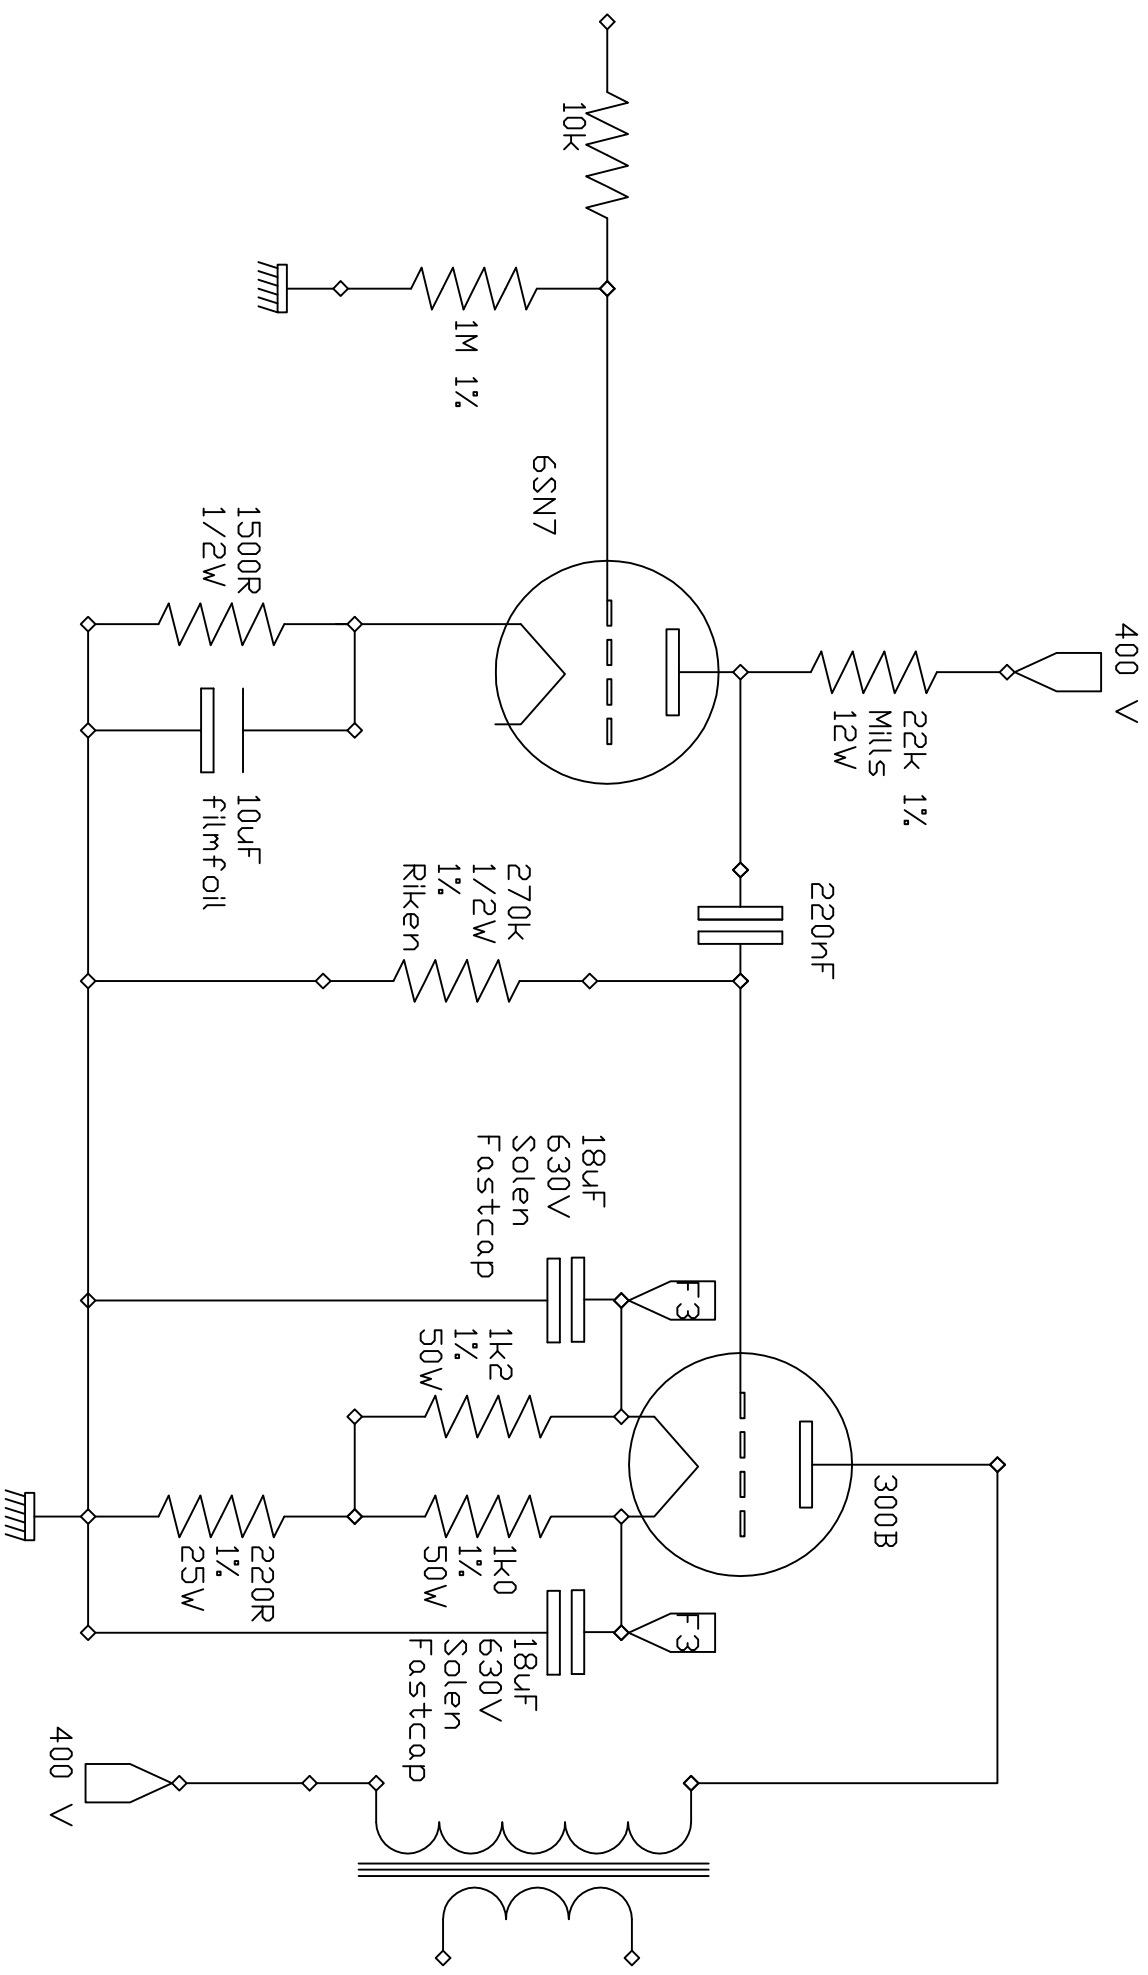 400 V
22k 1%
Mills
12W
220nF
10k
1M 1%
6SN7
1500R
1/2W
10uF
filmfoil
270k
1/2W
1%
Riken
300B
F3
18uF
630V
Solen
Fastcap
1k2
1%
50W
1k0
1%
50W
F3
18uF
630V
Solen
Fastcap
220R
1%
25W
400 V